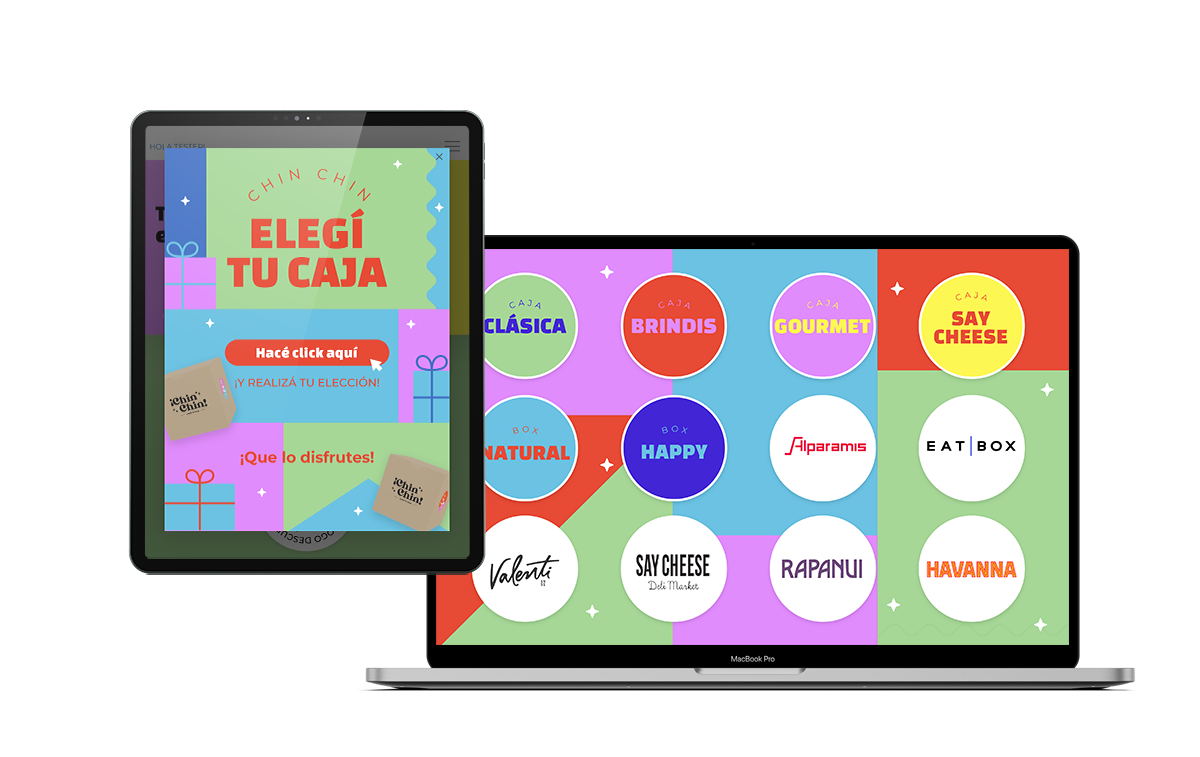 HOLA TESTER!
CHIN CHIN
ELEGÍ
TU CAJA
Hacé click aquí
¡Y REALIZÁ TU ELECCIÓN!
¡Chin
Chin!
¡Que lo disfrutes!
¡Chin
Chin!
CAJA
CLÁSICA
CAJA
BRINDIS
CAJA
GOURMET
CAJA
SAY
CHEESE
BOX
NATURAL
BOX
HAPPY
Alparamis
EAT|BOX
Valenti
SAY CHEESE
Deli Market
RAPANUI
HAVANNA
MacBook Pro